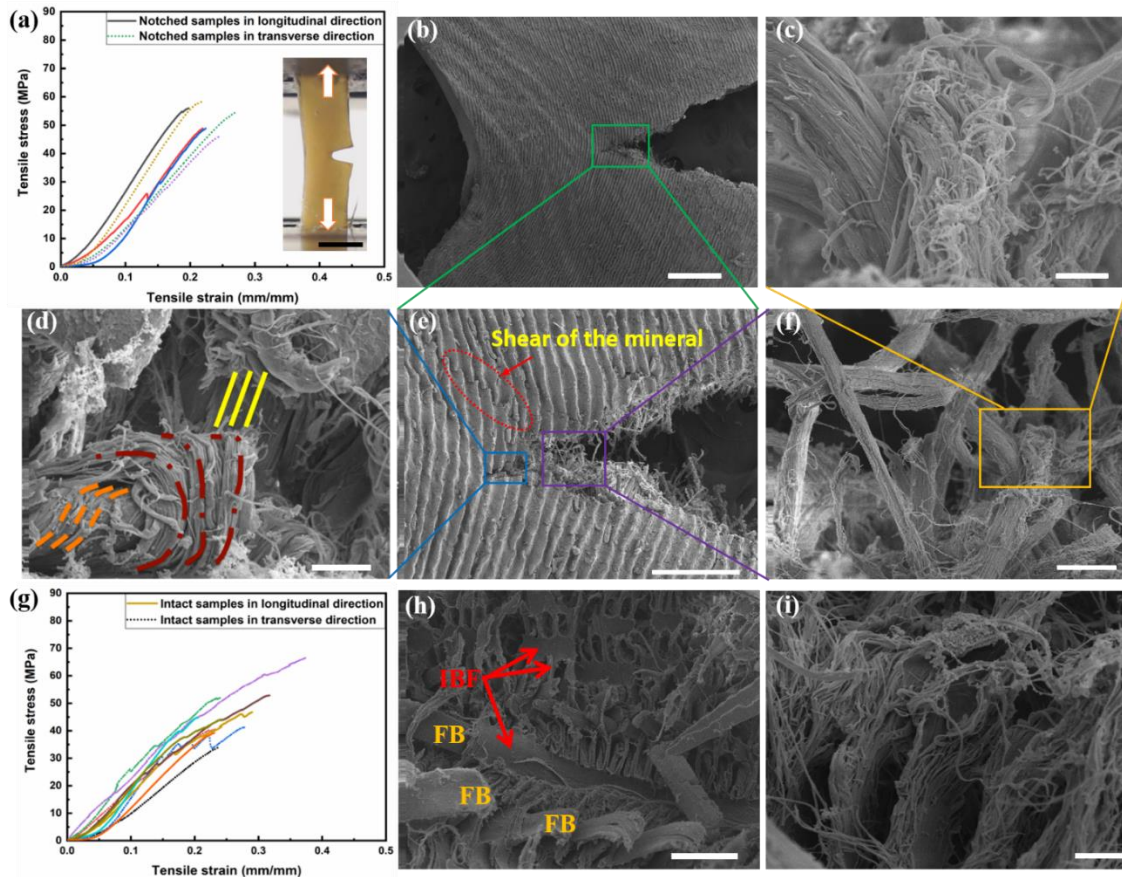 (a)
Notched samples in longitudinal direction
Notched samples in transverse direction
Tensile stress (MPa)
90
80
70
60
50
40
30
20
10
0
0.0 0.1 0.2 0.3 0.4 0.5
Tensile strain (mm/mm)
(b)
(c)
(d)
(e)
Shear of the mineral
(f)
(g)
Intact samples in longitudinal direction
Intact samples in transverse direction
Tensile stress (MPa)
90
80
70
60
50
40
30
20
10
0
0.0 0.1 0.2 0.3 0.4 0.5
Tensile strain (mm/mm)
(h)
IBF
FB
FB
FB
(i)